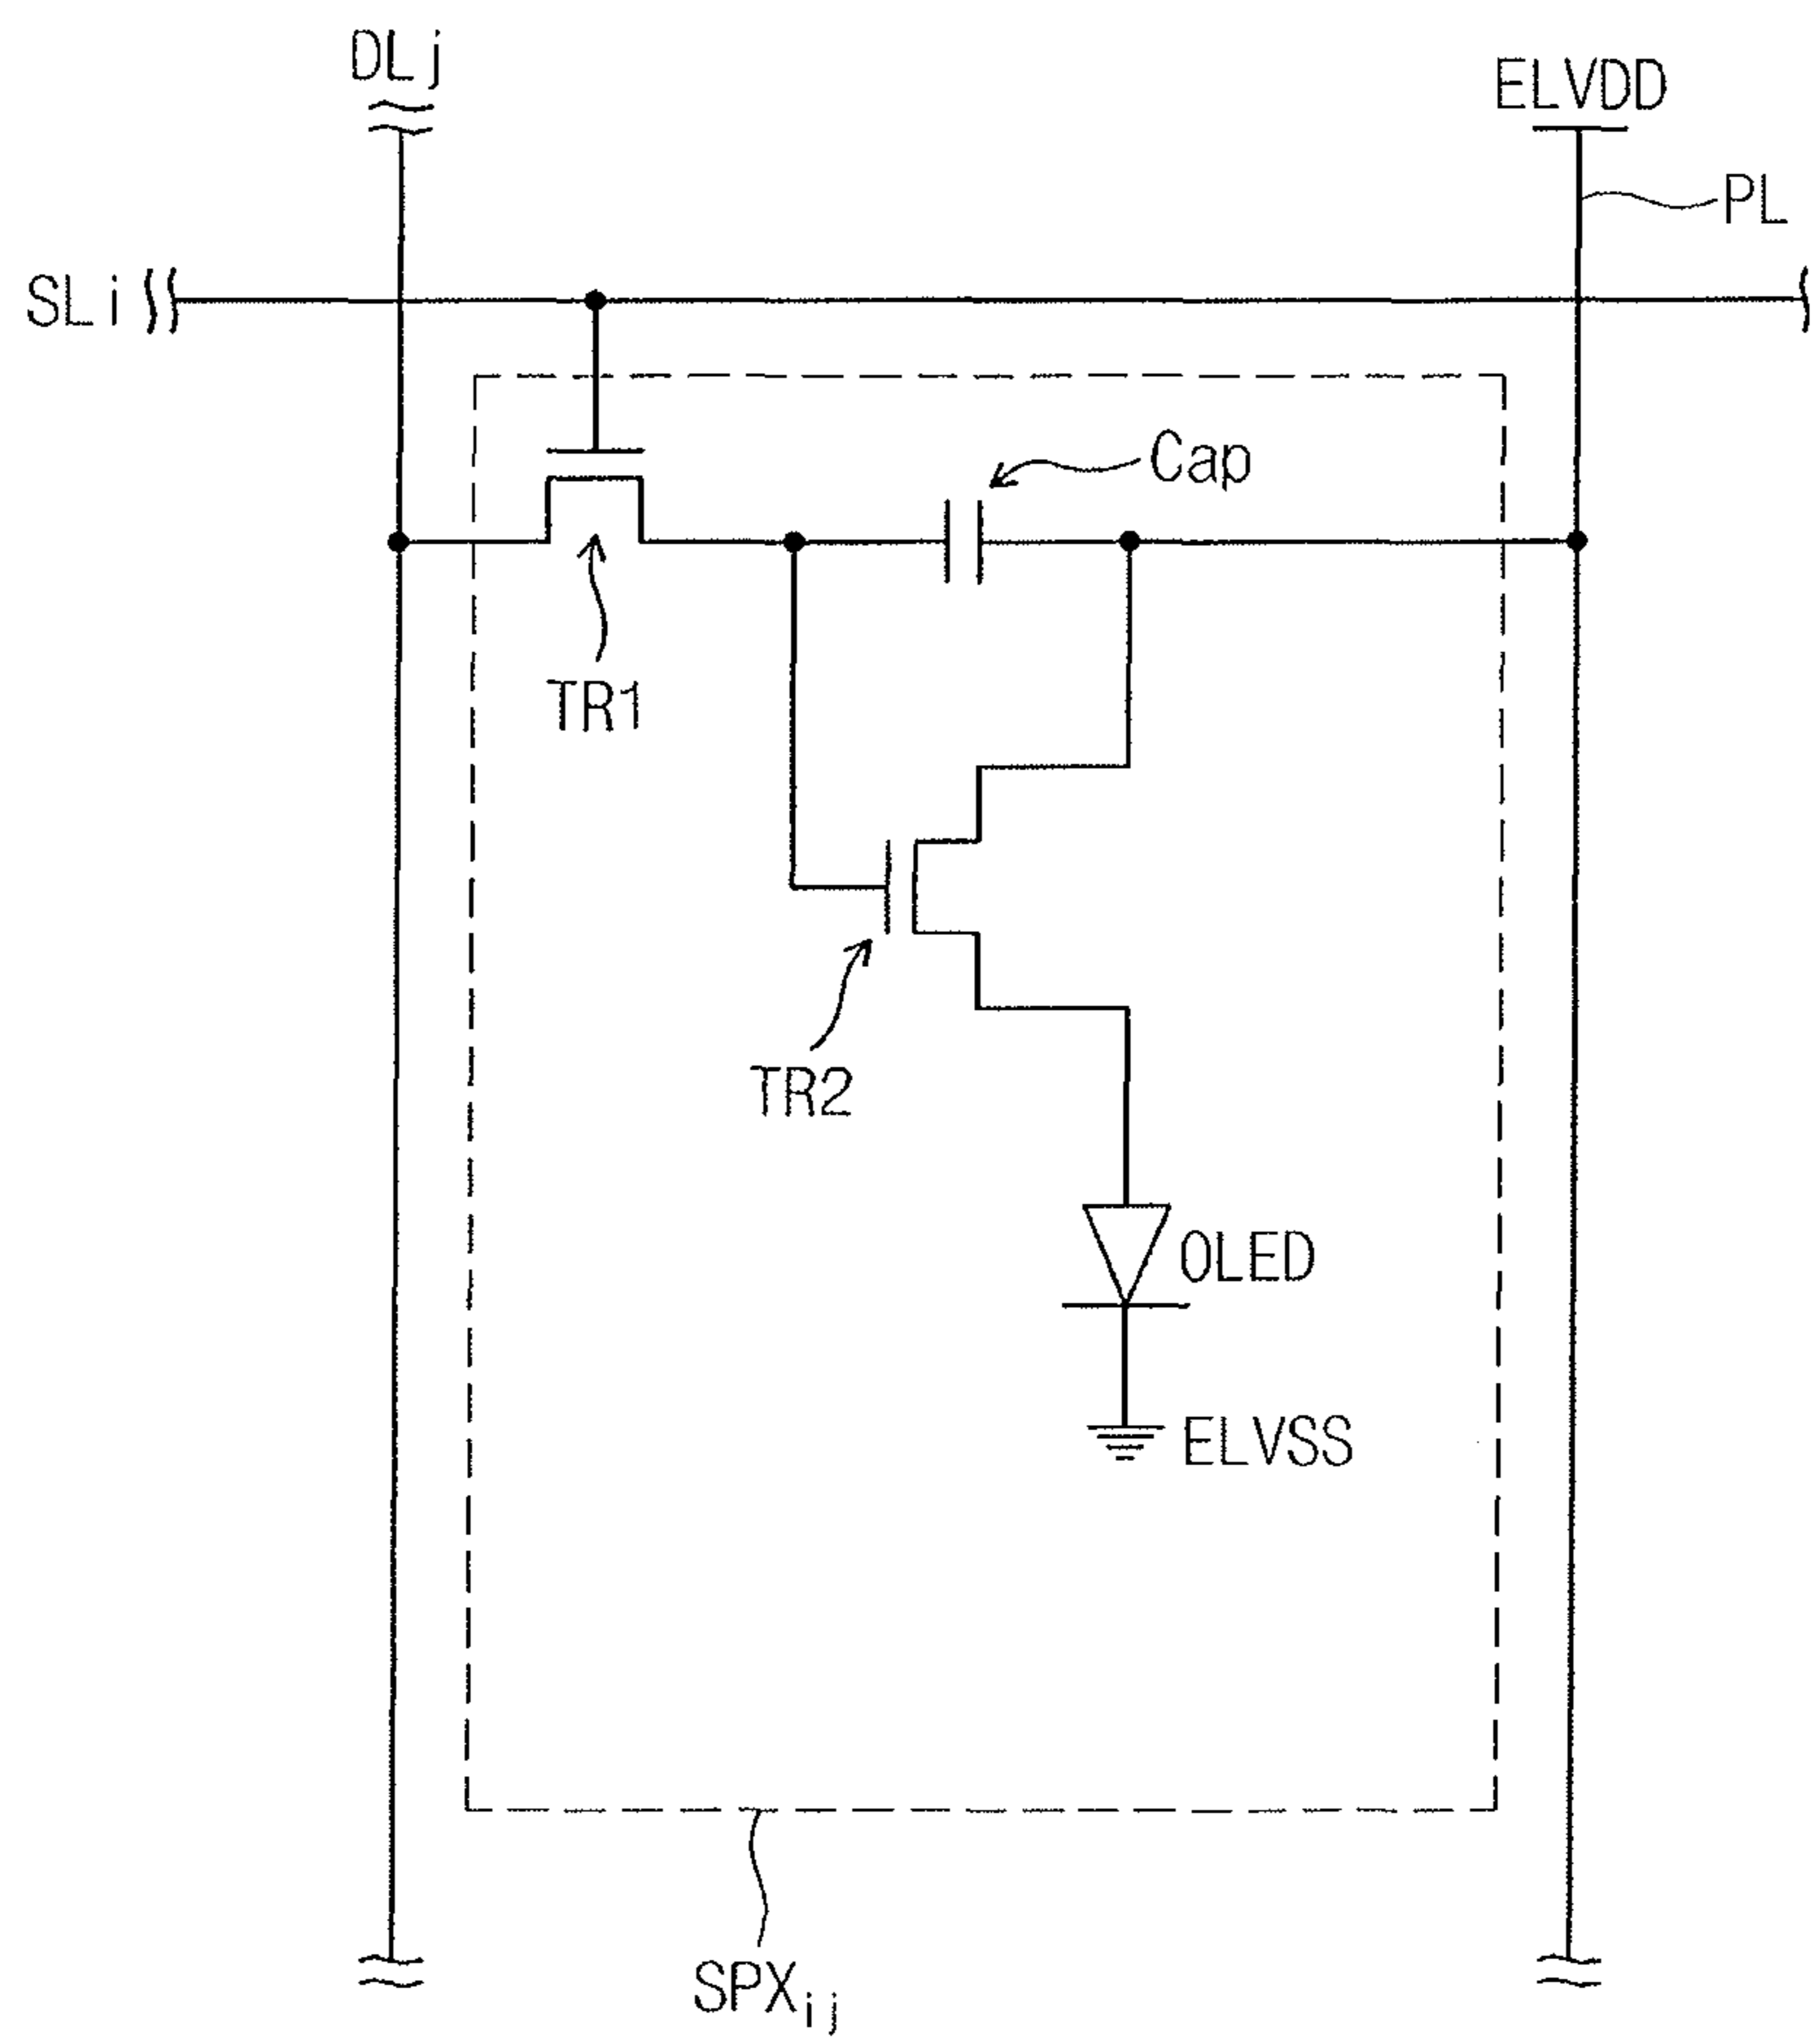 DLj
ELVDD
PL
SLi
Cap
TR1
TR2
OLED
ELVSS
SPXij